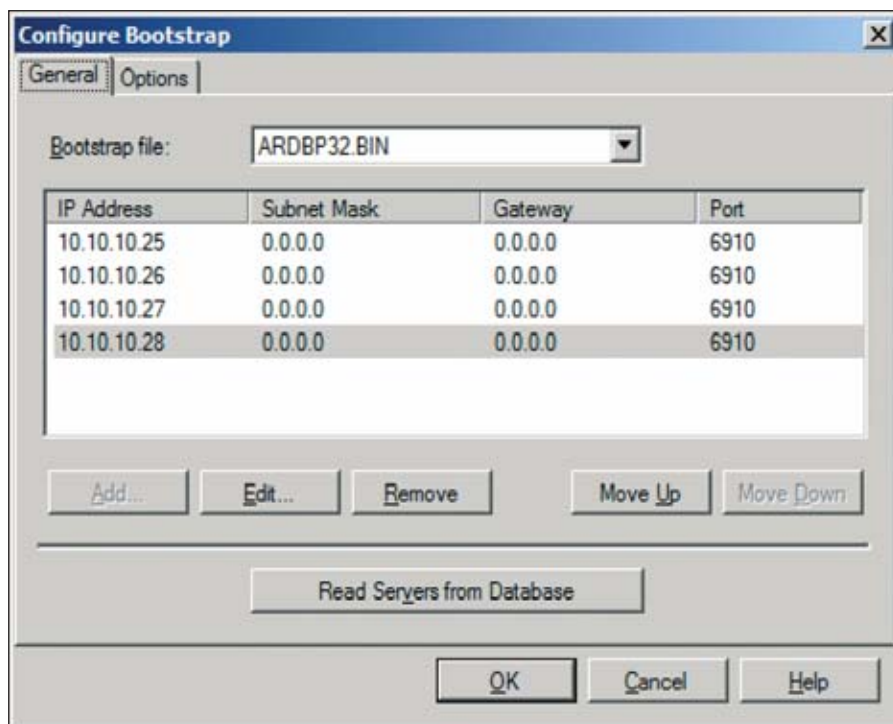 Configure Bootstrap
General Options
Bootstrap file: ARDBP32.BIN
IP Address Subnet Mask Gateway Port
10.10.10.25 0.0.0.0 0.0.0.0 6910
10.10.10.26 0.0.0.0 0.0.0.0 6910
10.10.10.27 0.0.0.0 0.0.0.0 6910
10.10.10.28 0.0.0.0 0.0.0.0 6910
Add... Edit... Remove Move Up Move Down
Read Servers from Database
OK Cancel Help